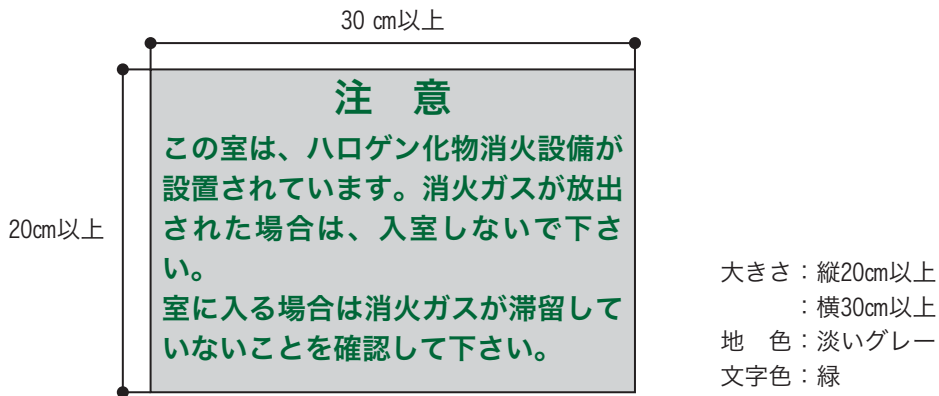 30 ㎝以上
注　意
この室は、ハロゲン化物消火設備が
設置されています。消火ガスが放出
された場合は、入室しないで下さ
い。
室に入る場合は消火ガスが滞留して
いないことを確認して下さい。
20㎝以上
大きさ：縦20㎝以上
：横30㎝以上
地　色：淡いグレー
文字色：緑